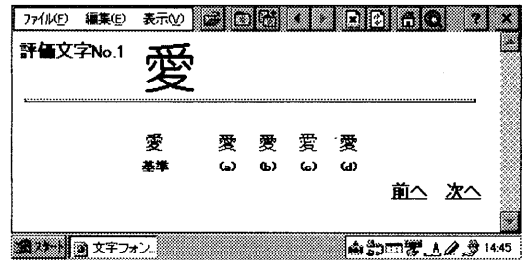 ファイル(F) 編集(E) 表示(V) ?
評価文字No.1 愛
愛 愛 愛 愛 愛
基準 (a) (b) (c) (d)
前へ 次へ
スタート 文字フォン.. 14:45